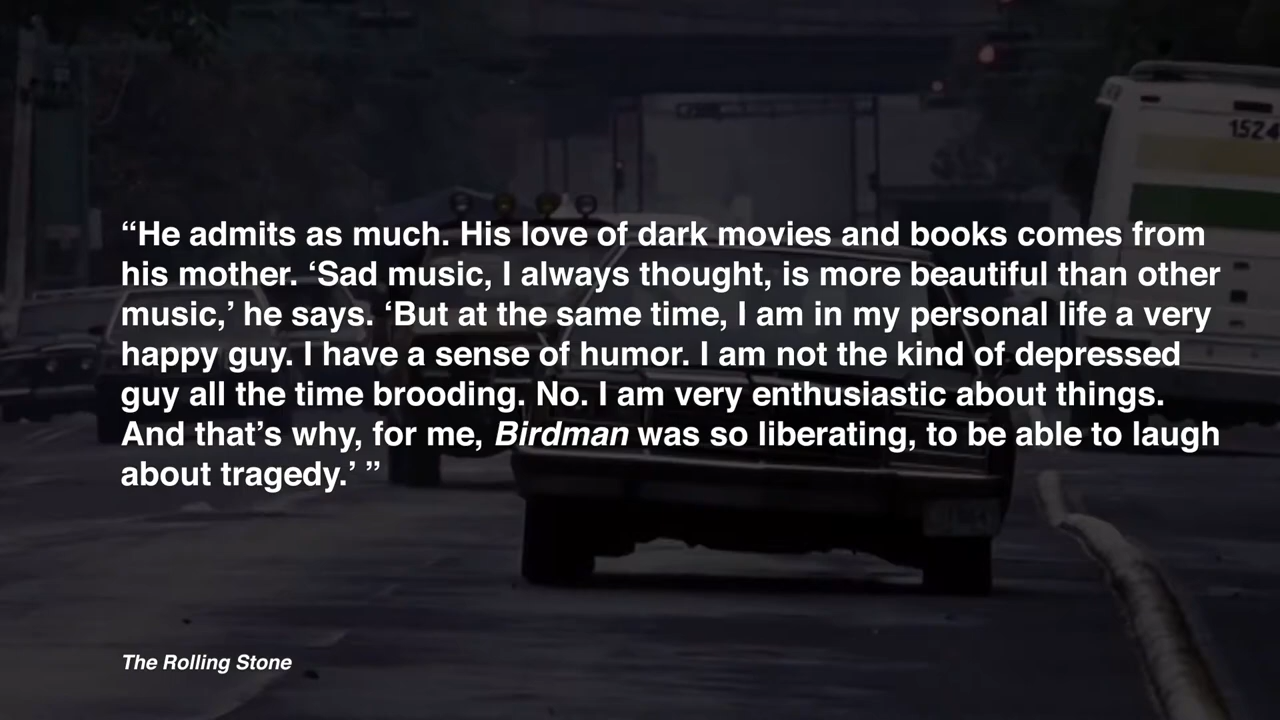 1524
“He admits as much. His love of dark movies and books comes from
his mother. ‘Sad music, I always thought, is more beautiful than other
music,’ he says. ‘But at the same time, I am in my personal life a very
happy guy. I have a sense of humor. I am not the kind of depressed
guy all the time brooding. No. I am very enthusiastic about things.
And that’s why, for me, Birdman was so liberating, to be able to laugh
about tragedy.’ ”
The Rolling Stone